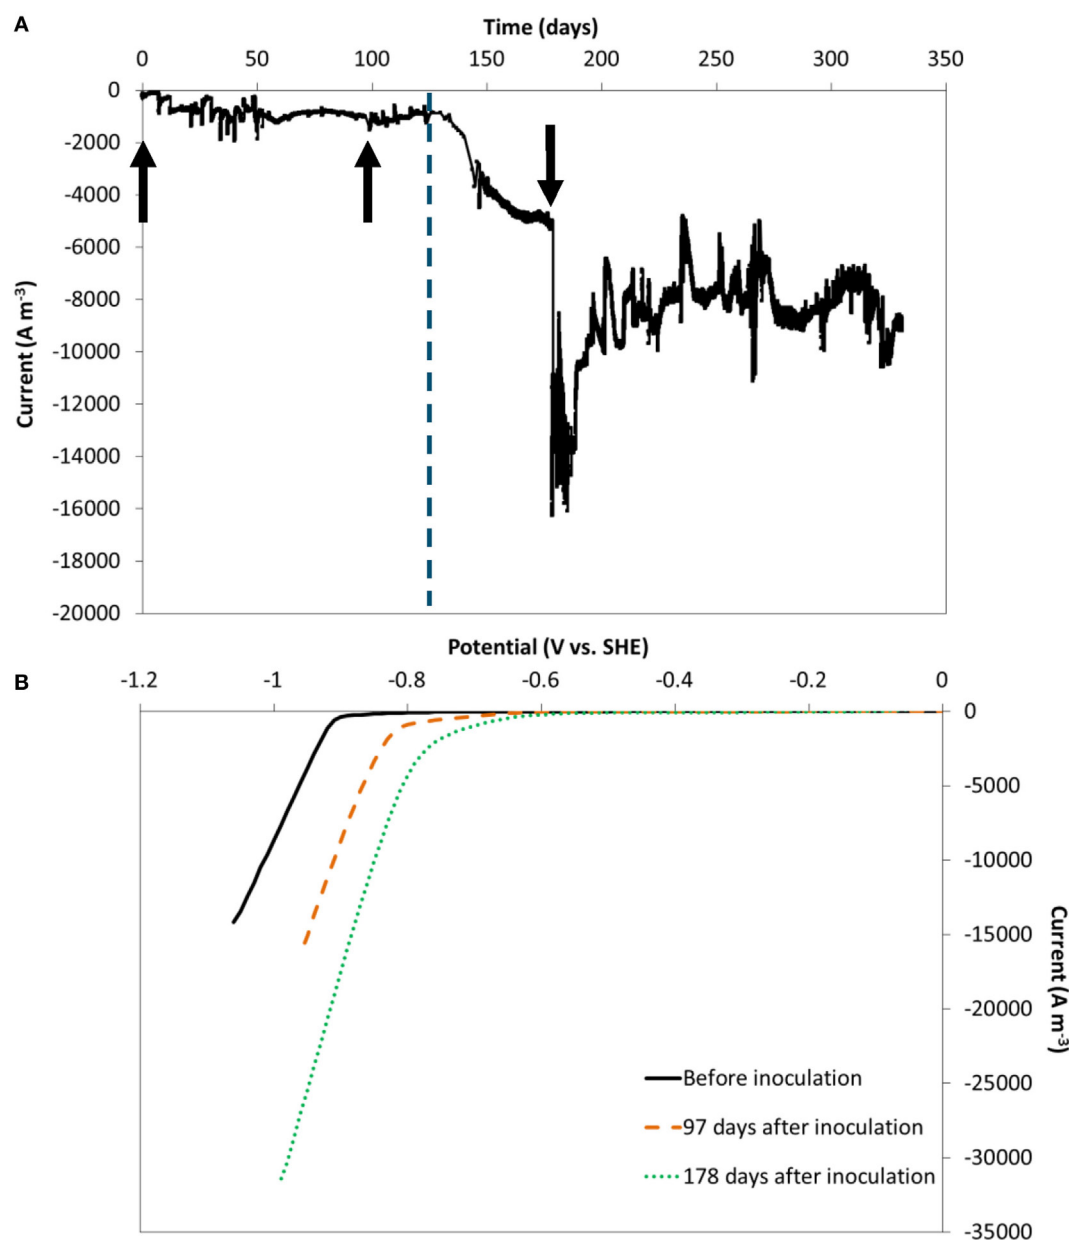 A
Time (days)
0 50 100 150 200 250 300 350
0
-2000
-4000
-6000
-8000
-10000
-12000
-14000
-16000
-18000
-20000
Current (A m-3)
Potential (V vs. SHE)
B
-1.2 -1 -0.8 -0.6 -0.4 -0.2 0
0
-5000
-10000
-15000
-20000
-25000
-30000
-35000
Current (A m-3)
Before inoculation
97 days after inoculation
178 days after inoculation